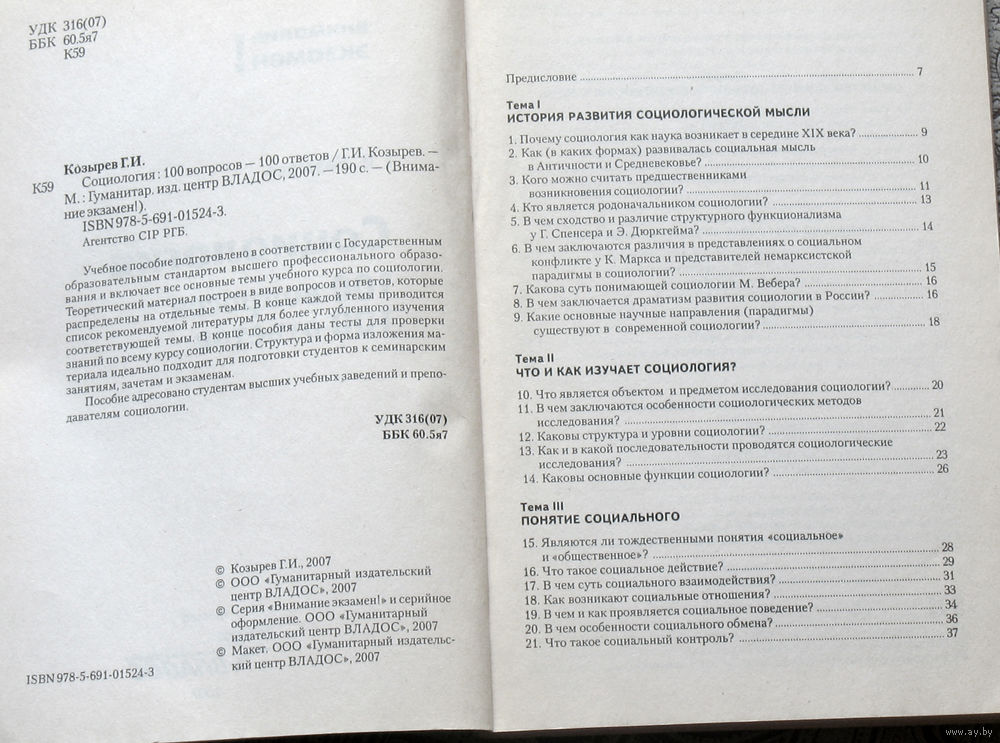 УДК 316(07)
ББК 60.5я7
К59
Козырев Г.И.
К59 Социология : 100 вопросов — 100 ответов / Г.И. Козырев. —
М. : Гуманитар. изд. центр ВЛАДОС, 2007. —190 с. — (Внима-
ние экзамен!).
ISBN 978-5-691-01524-3.
Агентство CIP РГБ.
Учебное пособие подготовлено в соответствии с Государственным
образовательным стандартом высшего профессионального образо-
вания и включает все основные темы учебного курса по социологии.
Теоретический материал построен в виде вопросов и ответов, которые
распределены на отдельные темы. В конце каждой темы приводится
список рекомендуемой литературы для более углубленного изучения
соответствующей темы. В конце пособия даны тесты для проверки
знаний по всему курсу социологии. Структура и форма изложения ма-
териала идеально подходит для подготовки студентов к семинарским
занятиям, зачетам и экзаменам.
Пособие адресовано студентам высших учебных заведений и препо-
давателям социологии.
УДК 316(07)
ББК 60.5я7
© Козырев Г.И., 2007
© ООО «Гуманитарный издательский
центр ВЛАДОС», 2007
© Серия «Внимание экзамен!» и серийное
оформление. ООО «Гуманитарный
издательский центр ВЛАДОС», 2007
© Макет. ООО «Гуманитарный издательс-
кий центр ВЛАДОС», 2007
ISBN 978-5-691-01524-3
Предисловие ... 7
Тема I
ИСТОРИЯ РАЗВИТИЯ СОЦИОЛОГИЧЕСКОЙ МЫСЛИ
1. Почему социология как наука возникает в середине XIX века? ... 9
2. Как (в каких формах) развивалась социальная мысль
в Античности и Средневековье? ... 10
3. Кого можно считать предшественниками
возникновения социологии? ... 11
4. Кто является родоначальником социологии? ... 13
5. В чем сходство и различие структурного функционализма
у Г. Спенсера и Э. Дюркгейма? ... 14
6. В чем заключаются различия в представлениях о социальном
конфликте у К. Маркса и представителей немарксистской
парадигмы в социологии? ... 15
7. Какова суть понимающей социологии М. Вебера? ... 16
8. В чем заключается драматизм развития социологии в России? ... 16
9. Какие основные научные направления (парадигмы)
существуют в современной социологии? ... 18
Тема II
ЧТО И КАК ИЗУЧАЕТ СОЦИОЛОГИЯ?
10. Что является объектом и предметом исследования социологии? ... 20
11. В чем заключаются особенности социологических методов
исследования? ... 21
12. Каковы структура и уровни социологии? ... 22
13. Как и в какой последовательности проводятся социологические
исследования? ... 23
14. Каковы основные функции социологии? ... 26
Тема III
ПОНЯТИЕ СОЦИАЛЬНОГО
15. Являются ли тождественными понятия «социальное»
и «общественное»? ... 28
16. Что такое социальное действие? ... 29
17. В чем суть социального взаимодействия? ... 31
18. Как возникают социальные отношения? ... 33
19. В чем и как проявляется социальное поведение? ... 34
20. В чем особенности социального обмена? ... 36
21. Что такое социальный контроль? ... 37
www.ay.by